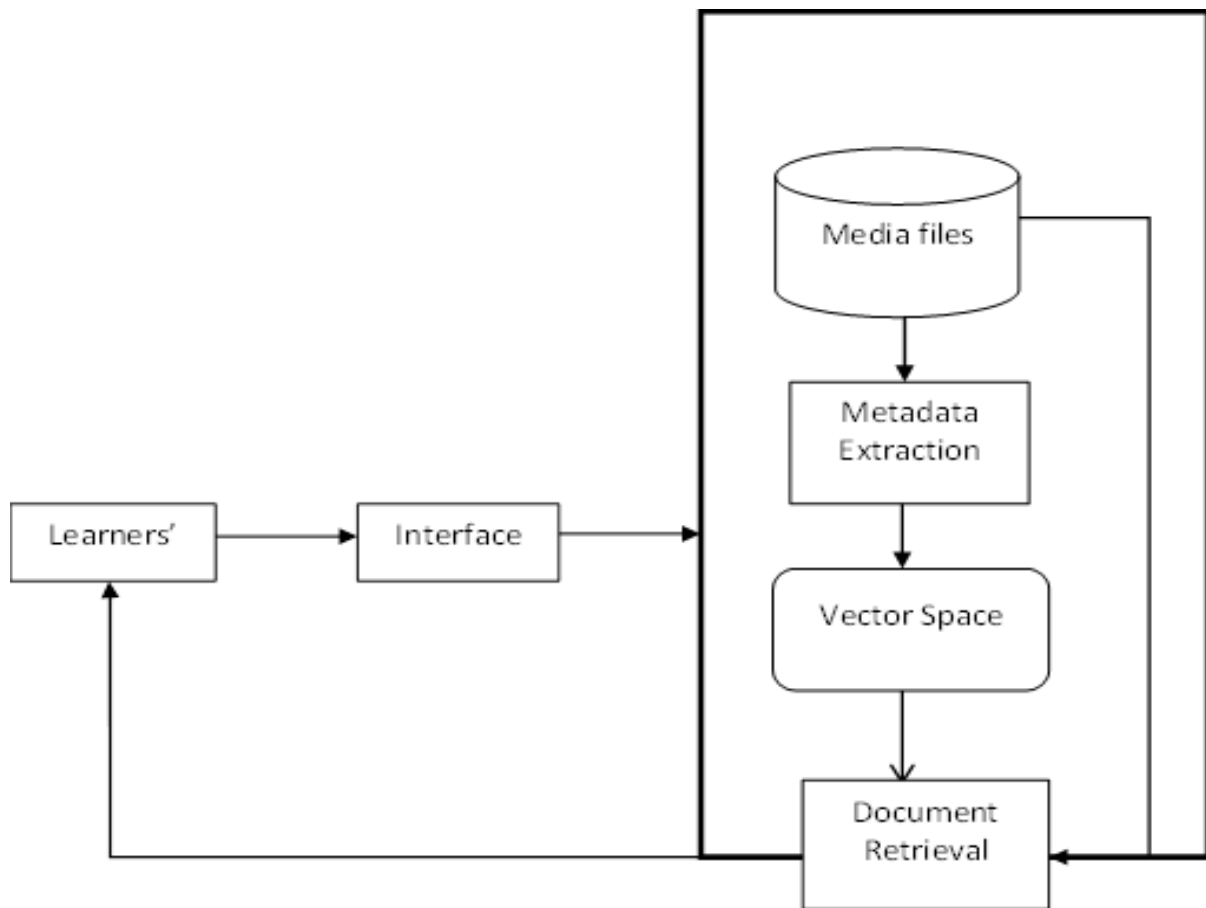 Media files
Metadata
Extraction
Learners’
Interface
Vector Space
Document
Retrieval